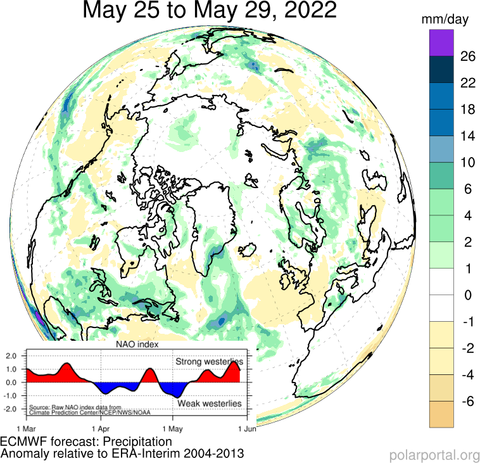 May 25 to May 29, 2022
mm/day
26
22
18
14
10
6
4
2
1
0
-1
-2
-4
-6
NAO index
2.0
1.0
0.0
-1.0
-2.0
Strong westerlies
Weak westerlies
Source: Raw NAO index data from
Climate Prediction Center/NCEP/NWS/NOAA
1 Mar 1 Apr 1 May 1 Jun
ECMWF forecast: Precipitation
Anomaly relative to ERA-Interim 2004-2013
polarportal.org